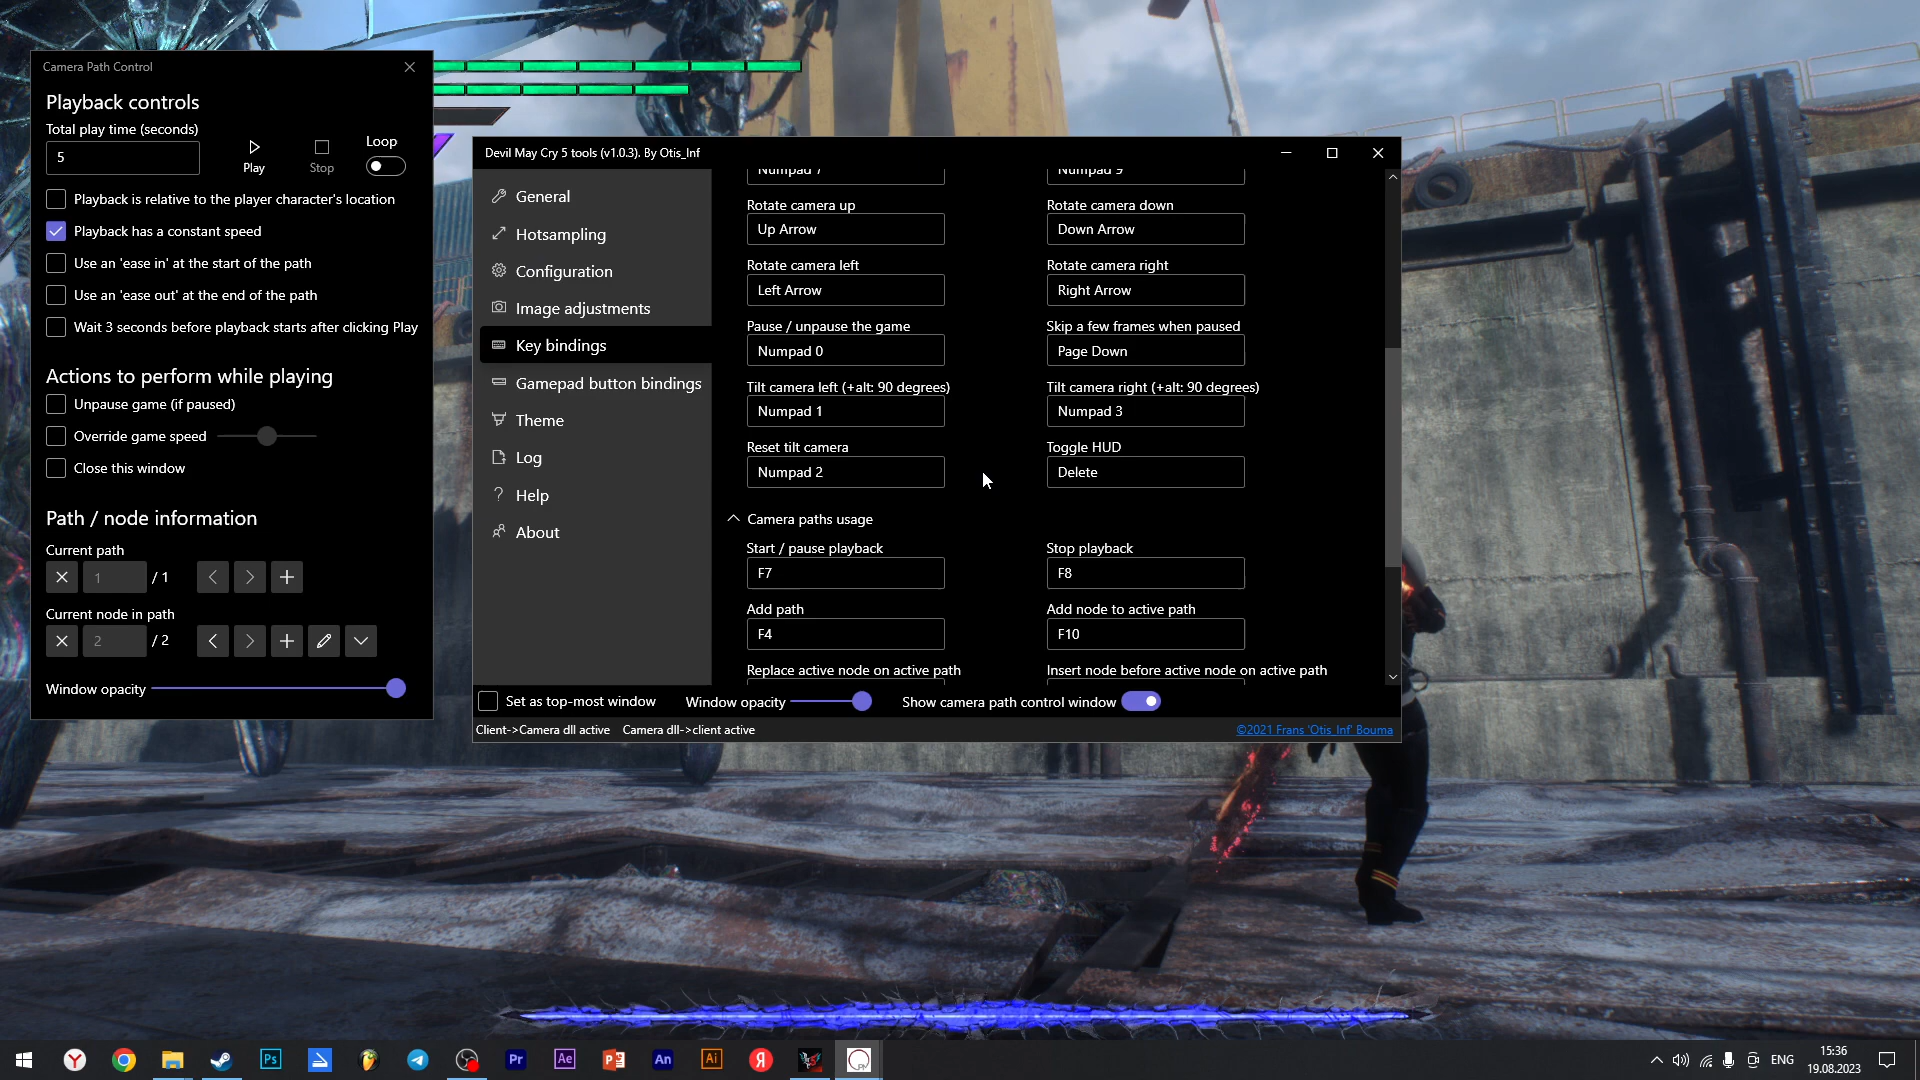 Camera Path Control
Playback controls
Total play time (seconds)
5
Play
Stop
Loop
Playback is relative to the player character's location
Playback has a constant speed
Use an 'ease in' at the start of the path
Use an 'ease out' at the end of the path
Wait 3 seconds before playback starts after clicking Play
Actions to perform while playing
Unpause game (if paused)
Override game speed
Close this window
Path / node information
Current path
1 / 1
Current node in path
2 / 2
Window opacity
Devil May Cry 5 tools (v1.0.3). By Otis_Inf
General
Hotsampling
Configuration
Image adjustments
Key bindings
Gamepad button bindings
Theme
Log
Help
About
Numpad 7 Numpad 9
Rotate camera up Rotate camera down
Up Arrow Down Arrow
Rotate camera left Rotate camera right
Left Arrow Right Arrow
Pause / unpause the game Skip a few frames when paused
Numpad 0 Page Down
Tilt camera left (+alt: 90 degrees) Tilt camera right (+alt: 90 degrees)
Numpad 1 Numpad 3
Reset tilt camera Toggle HUD
Numpad 2 Delete
Camera paths usage
Start / pause playback Stop playback
F7 F8
Add path Add node to active path
F4 F10
Replace active node on active path Insert node before active node on active path
Set as top-most window Window opacity Show camera path control window
Client->Camera dll active Camera dll->client active ©2021 Frans 'Otis_Inf' Bouma
Ps Pr Ae An Ai Я
ENG
15:36
19.08.2023